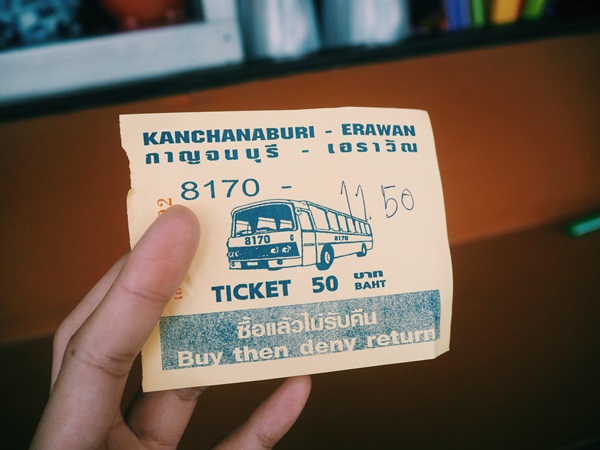 KANCHANABURI - ERAWAN
กาญจนบุรี - เอราวัณ
8170 - 11.50
8170 8170
TICKET 50 บาท BAHT
ซื้อแล้วไม่รับคืน
Buy then deny return